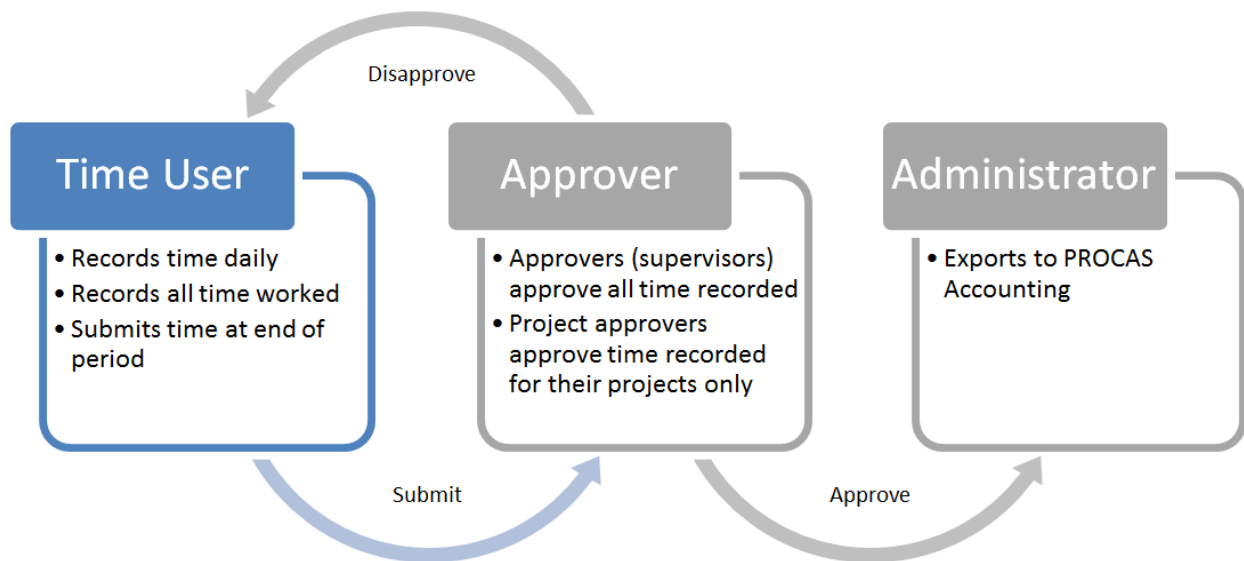 Disapprove
Time User
• Records time daily
• Records all time worked
• Submits time at end of
period
Approver
• Approvers (supervisors)
approve all time recorded
• Project approvers
approve time recorded
for their projects only
Administrator
• Exports to PROCAS
Accounting
Submit
Approve